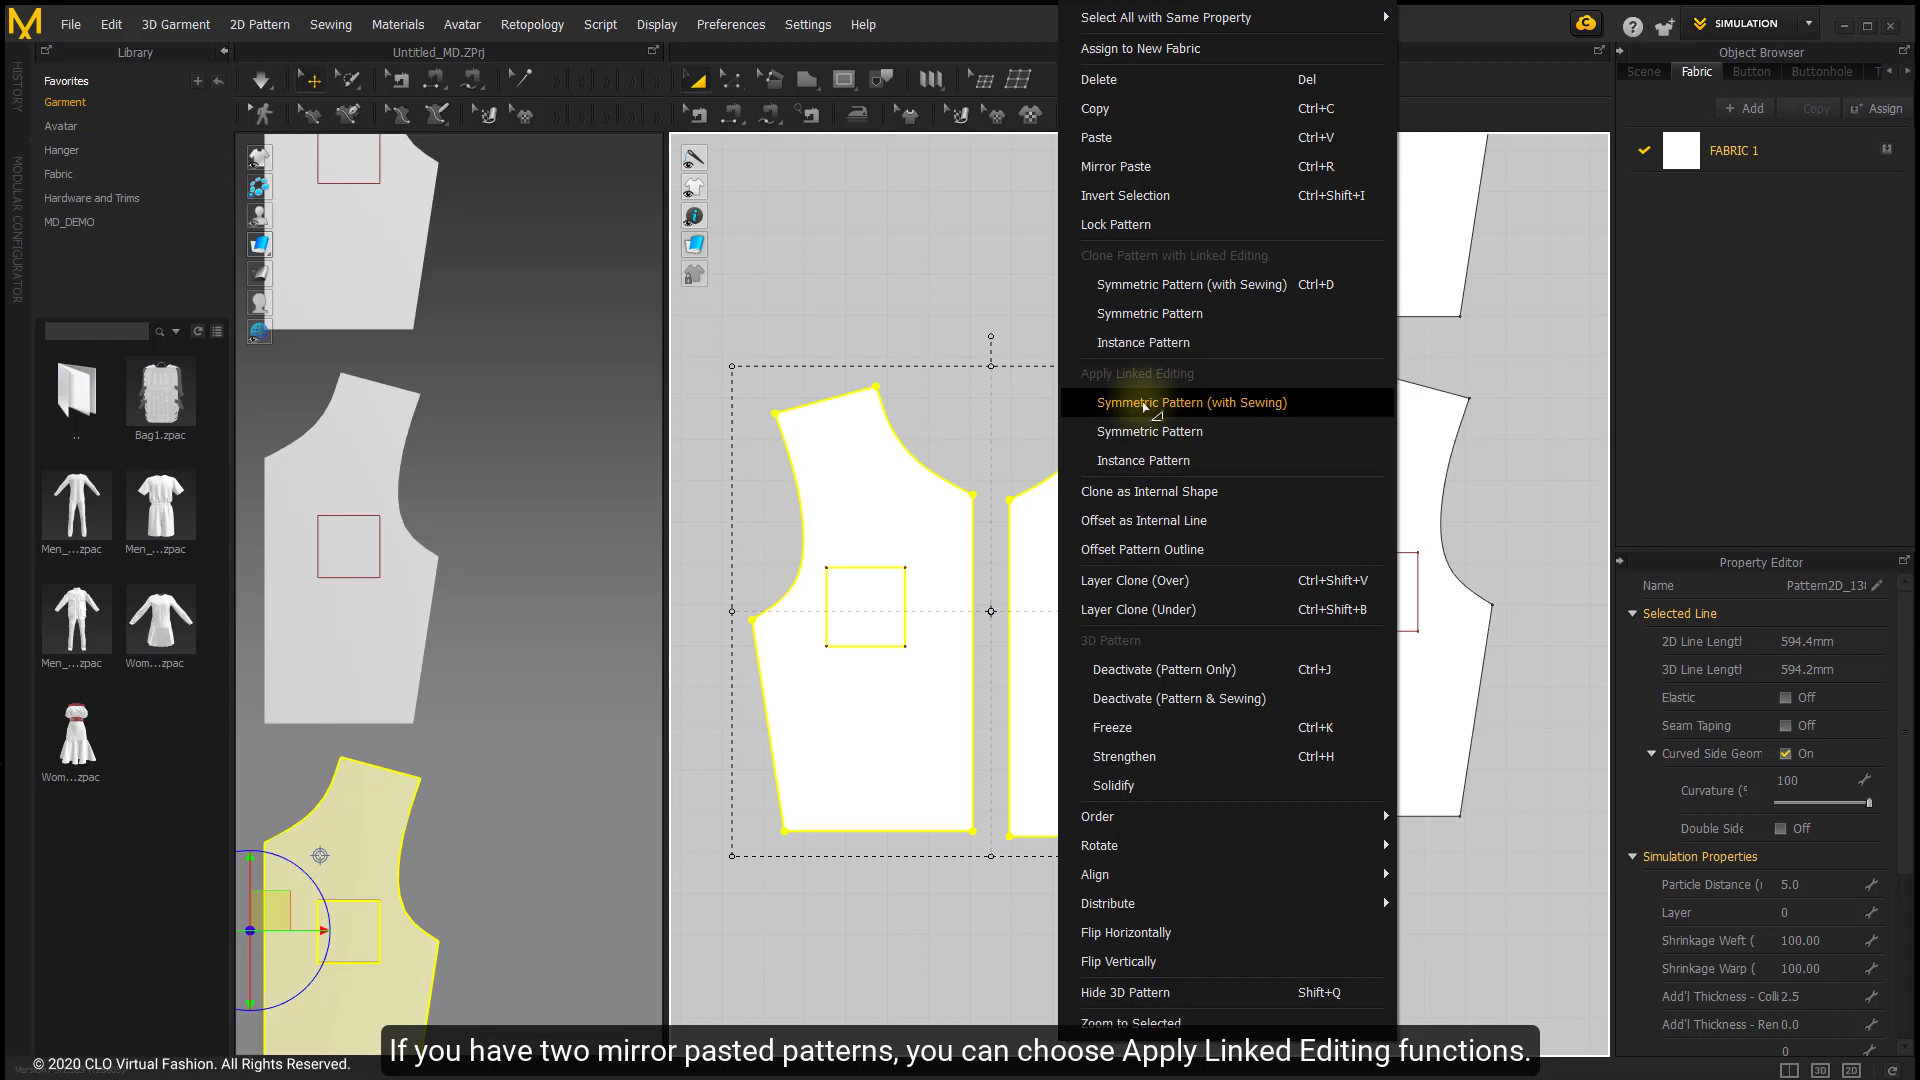 File Edit 3D Garment 2D Pattern Sewing Materials Avatar Retopology Script Display Preferences Settings Help
SIMULATION
Library
Untitled_MD.ZPrj
Object Browser
HISTORY
MODULAR CONFIGURATOR
Favorites
Garment
Avatar
Hanger
Fabric
Hardware and Trims
MD_DEMO
..
Bag1.zpac
Men_...zpac
Men_...zpac
Men_...zpac
Wom...zpac
Wom...zpac
Select All with Same Property
Assign to New Fabric
Delete Del
Copy Ctrl+C
Paste Ctrl+V
Mirror Paste Ctrl+R
Invert Selection Ctrl+Shift+I
Lock Pattern
Clone Pattern with Linked Editing
Symmetric Pattern (with Sewing) Ctrl+D
Symmetric Pattern
Instance Pattern
Apply Linked Editing
Symmetric Pattern (with Sewing)
Symmetric Pattern
Instance Pattern
Clone as Internal Shape
Offset as Internal Line
Offset Pattern Outline
Layer Clone (Over) Ctrl+Shift+V
Layer Clone (Under) Ctrl+Shift+B
3D Pattern
Deactivate (Pattern Only) Ctrl+J
Deactivate (Pattern & Sewing)
Freeze Ctrl+K
Strengthen Ctrl+H
Solidify
Order
Rotate
Align
Distribute
Flip Horizontally
Flip Vertically
Hide 3D Pattern Shift+Q
Zoom to Selected
Scene Fabric Button Buttonhole T
+ Add Copy Assign
FABRIC 1
Property Editor
Name Pattern2D_13
Selected Line
2D Line Length 594.4mm
3D Line Length 594.2mm
Elastic Off
Seam Taping Off
Curved Side Geom On
Curvature (% 100
Double Side Off
Simulation Properties
Particle Distance (r 5.0
Layer 0
Shrinkage Weft ( 100.00
Shrinkage Warp ( 100.00
Add'l Thickness - Colli 2.5
Add'l Thickness - Ren 0.0
0
3D 2D
If you have two mirror pasted patterns, you can choose Apply Linked Editing functions.
© 2020 CLO Virtual Fashion. All Rights Reserved.